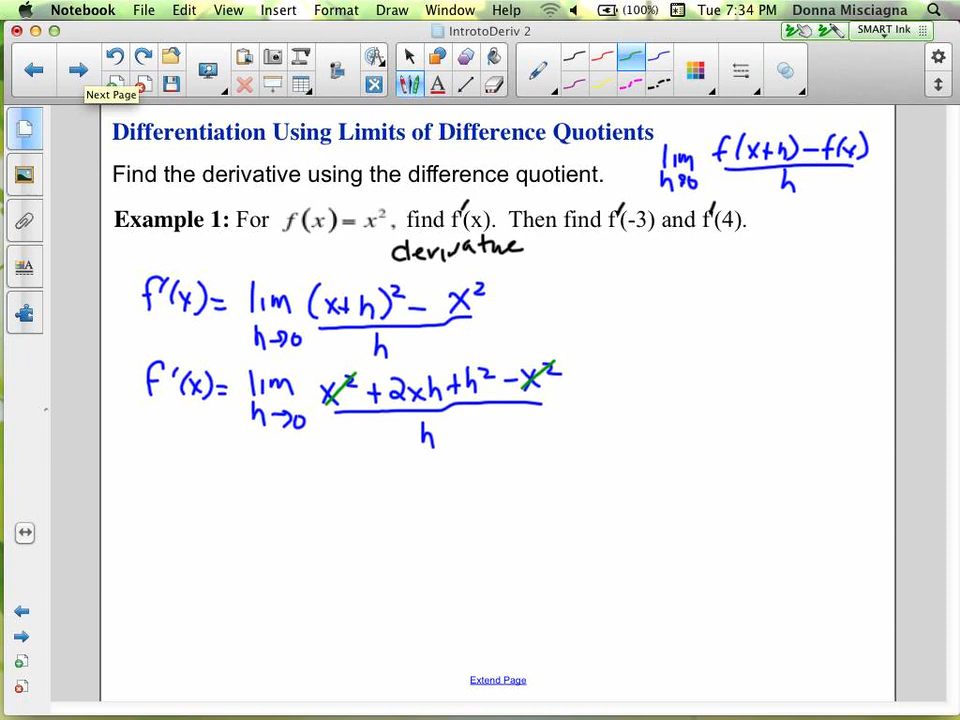 Notebook File Edit View Insert Format Draw Window Help (100%) Tue 7:34 PM Donna Misciagna
IntrotoDeriv 2
SMART Ink
Next Page
Differentiation Using Limits of Difference Quotients
lim h→0 f(x+h)-f(x) / h
Find the derivative using the difference quotient.
Example 1: For f(x) = x², find f'(x). Then find f'(-3) and f'(4).
derivative
f'(x) = lim h→0 (x+h)² - x² / h
f'(x) = lim h→0 x² + 2xh + h² - x² / h
Extend Page